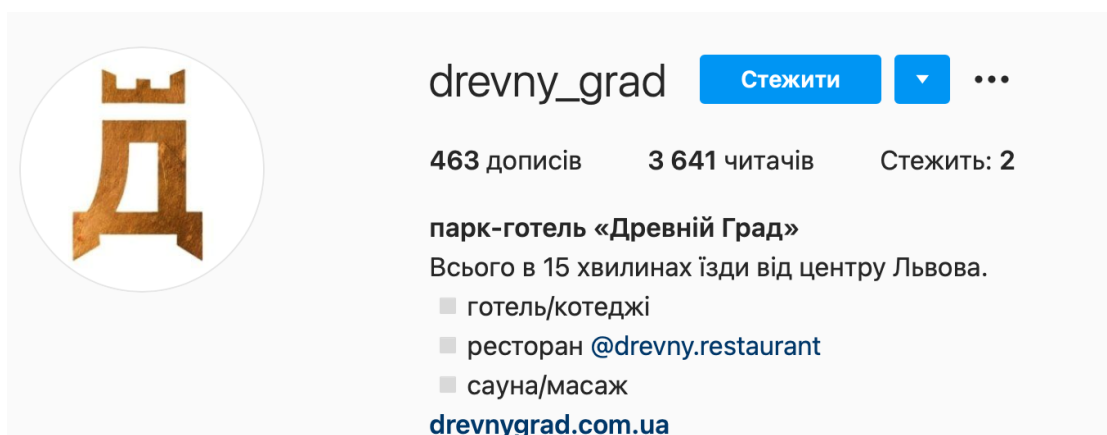 drevny_grad Стежити
463 дописів 3 641 читачів Стежить: 2
парк-готель «Древній Град»
Всього в 15 хвилинах їзди від центру Львова.
готель/котеджі
ресторан @drevny.restaurant
сауна/масаж
drevnygrad.com.ua